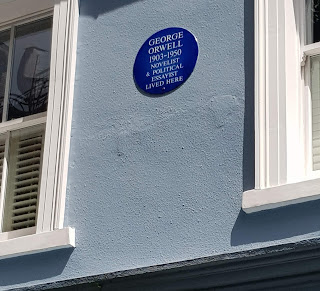 GEORGE
ORWELL
1903-1950
NOVELIST
& POLITICAL
ESSAYIST
LIVED HERE